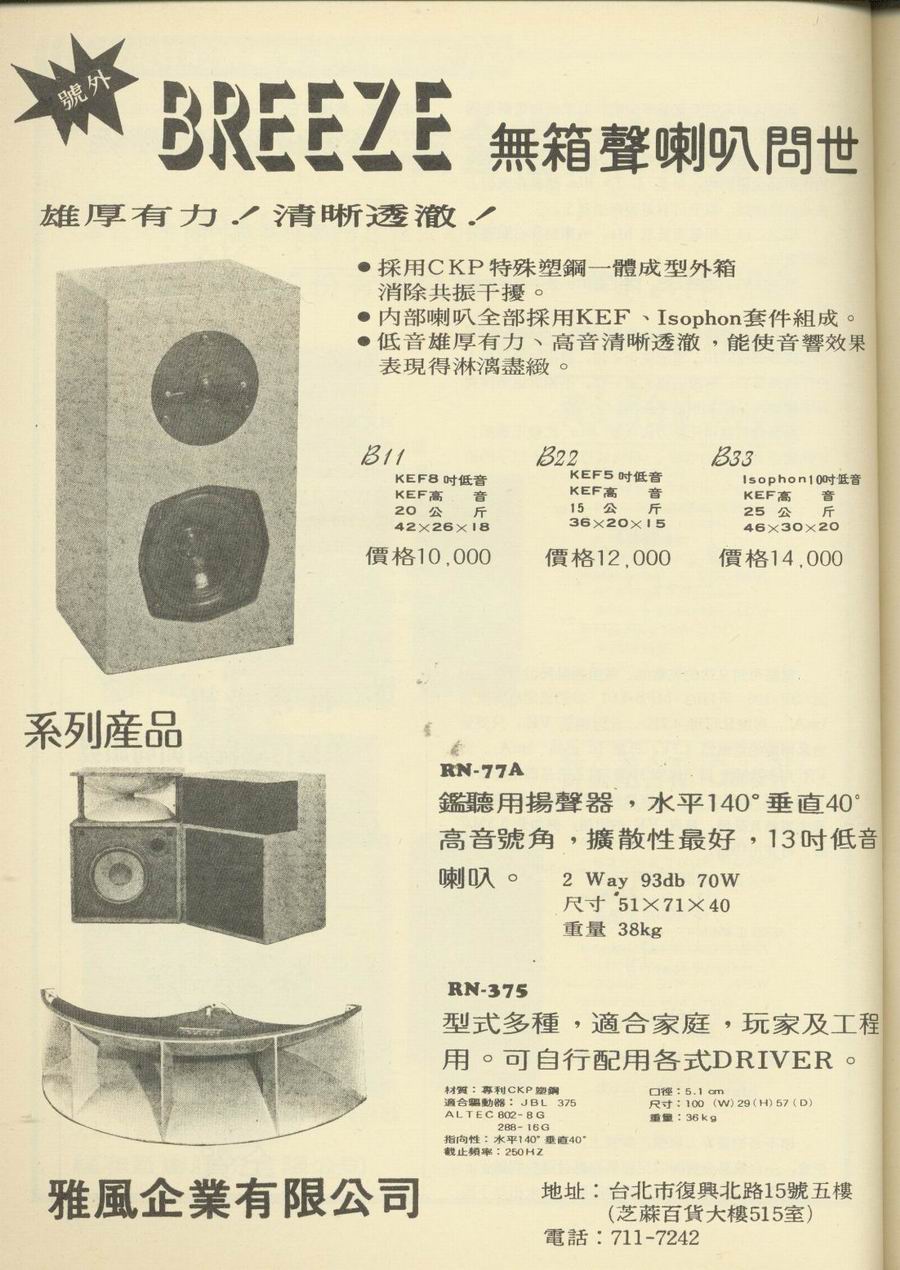 號外
BREEZE 無箱聲喇叭問世
雄厚有力！清晰透澈！
●採用CKP特殊塑鋼一體成型外箱
消除共振干擾。
●內部喇叭全部採用KEF、Isophon套件組成。
●低音雄厚有力、高音清晰透澈，能使音響效果
表現得淋漓盡緻。
B11
KEF8吋低音
KEF高 音
20 公 斤
42×26×18
價格10,000
B22
KEF5吋低音
KEF高 音
15 公 斤
36×20×15
價格12,000
B33
Isophon10吋低音
KEF高 音
25 公 斤
46×30×20
價格14,000
系列産品
RN-77A
鑑聽用揚聲器，水平140°垂直40°
高音號角，擴散性最好，13吋低音
喇叭。 2 Way 93db 70W
尺寸 51×71×40
重量 38kg
RN-375
型式多種，適合家庭，玩家及工程
用。可自行配用各式DRIVER。
材質：專利CKP塑鋼
適合驅動器：JBL 375
ALTEC 802-8G
288-16G
指向性：水平140°垂直40°
截止頻率：250HZ
口徑：5.1 cm
尺寸：100 (W) 29 (H) 57 (D)
重量：36kg
雅風企業有限公司
地址：台北市復興北路15號五樓
(芝蔴百貨大樓515室)
電話：711-7242